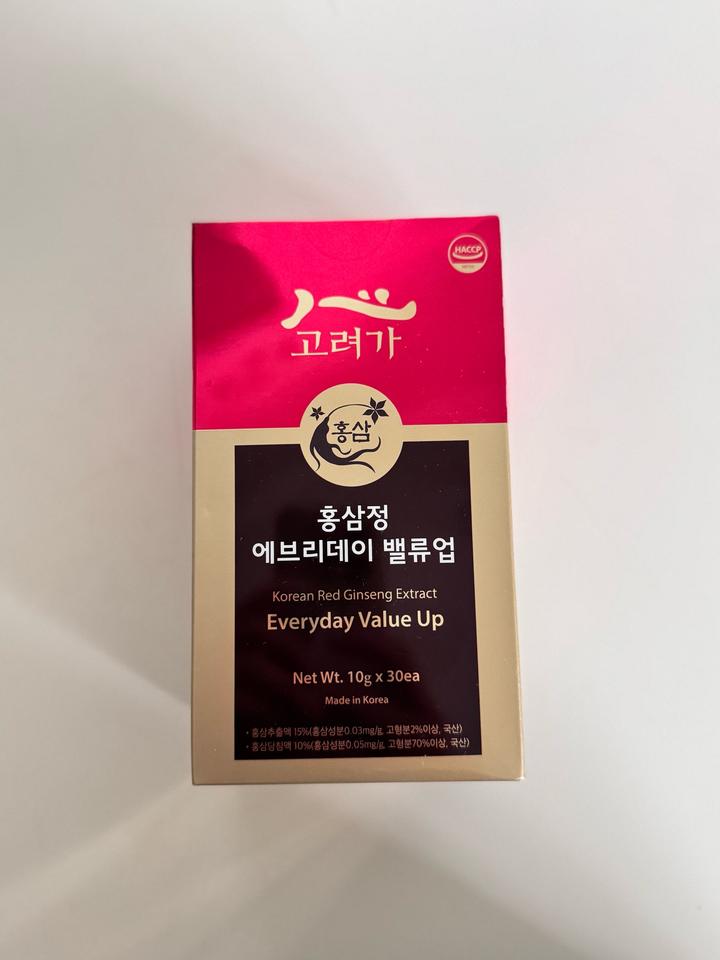 HACCP
고려가
홍삼
홍삼정
에브리데이 밸류업
Korean Red Ginseng Extract
Everyday Value Up
Net Wt. 10g x 30ea
Made in Korea
• 홍삼추출액 15%(홍삼성분0.03mg/g, 고형분2%이상, 국산)
• 홍삼당침액 10%(홍삼성분0.05mg/g, 고형분70%이상, 국산)